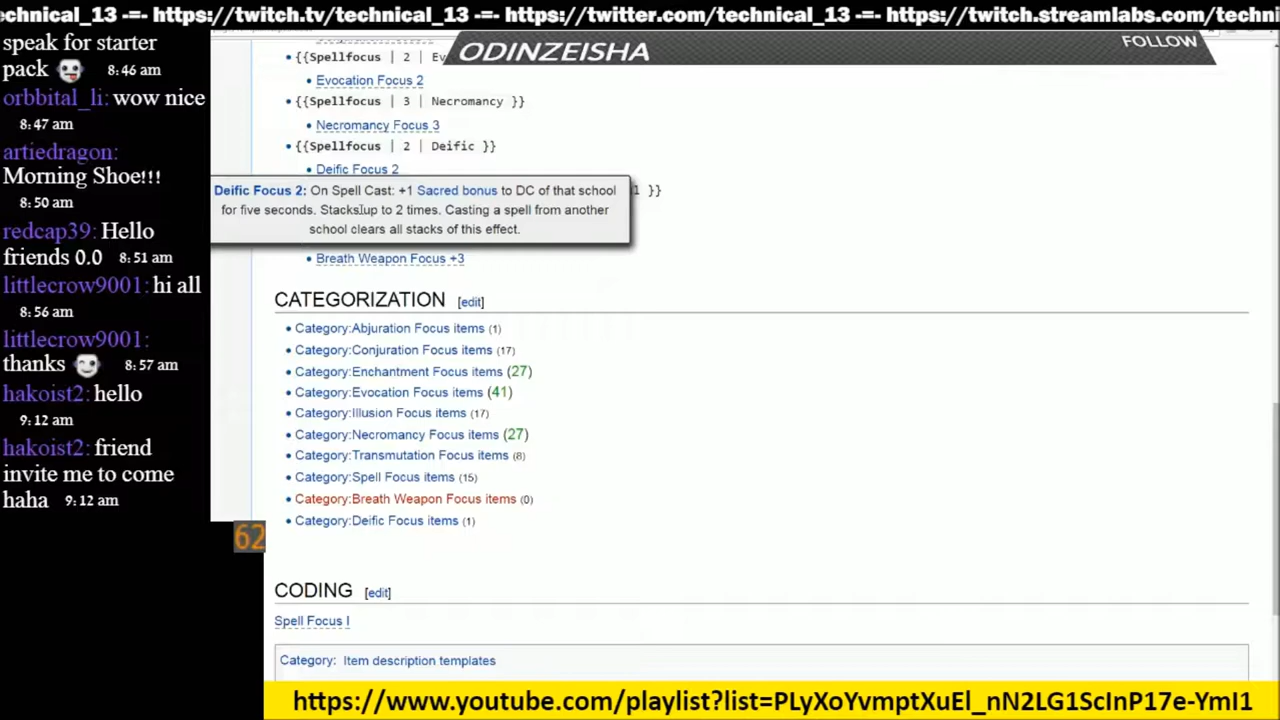 echnical_13 -=- https://twitch.tv/technical_13 -=- https://twitter.com/technical_13 -=- https://twitch.streamlabs.com/techni
speak for starter
pack 8:46 am
orbbital_li: wow nice
8:47 am
artiedragon:
Morning Shoe!!!
8:50 am
redcap39: Hello
friends 0.0 8:51 am
littlecrow9001: hi all
8:56 am
littlecrow9001:
thanks 8:57 am
hakoist2: hello
9:12 am
hakoist2: friend
invite me to come
haha 9:12 am
ODINZEISHA
FOLLOW
{{Spellfocus | 2 | Ev
Evocation Focus 2
{{Spellfocus | 3 | Necromancy }}
Necromancy Focus 3
{{Spellfocus | 2 | Deific }}
Deific Focus 2
1 }}
Deific Focus 2: On Spell Cast: +1 Sacred bonus to DC of that school
for five seconds. Stacks up to 2 times. Casting a spell from another
school clears all stacks of this effect.
Breath Weapon Focus +3
CATEGORIZATION [edit]
Category:Abjuration Focus items (1)
Category:Conjuration Focus items (17)
Category:Enchantment Focus items (27)
Category:Evocation Focus items (41)
Category:Illusion Focus items (17)
Category:Necromancy Focus items (27)
Category:Transmutation Focus items (8)
Category:Spell Focus items (15)
Category:Breath Weapon Focus items (0)
Category:Deific Focus items (1)
62
CODING [edit]
Spell Focus I
Category: Item description templates
https://www.youtube.com/playlist?list=PLyXoYvmptXuEl_nN2LG1ScInP17e-YmI1